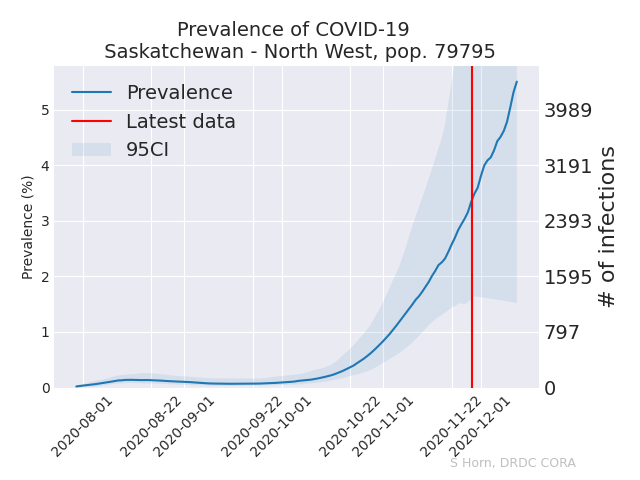 Prevalence of COVID-19
Saskatchewan - North West, pop. 79795
Prevalence
Latest data
95CI
Prevalence (%)
5
4
3
2
1
0
3989
3191
2393
1595
797
0
# of infections
2020-08-01
2020-08-22
2020-09-01
2020-09-22
2020-10-01
2020-10-22
2020-11-01
2020-11-22
2020-12-01
S Horn, DRDC CORA